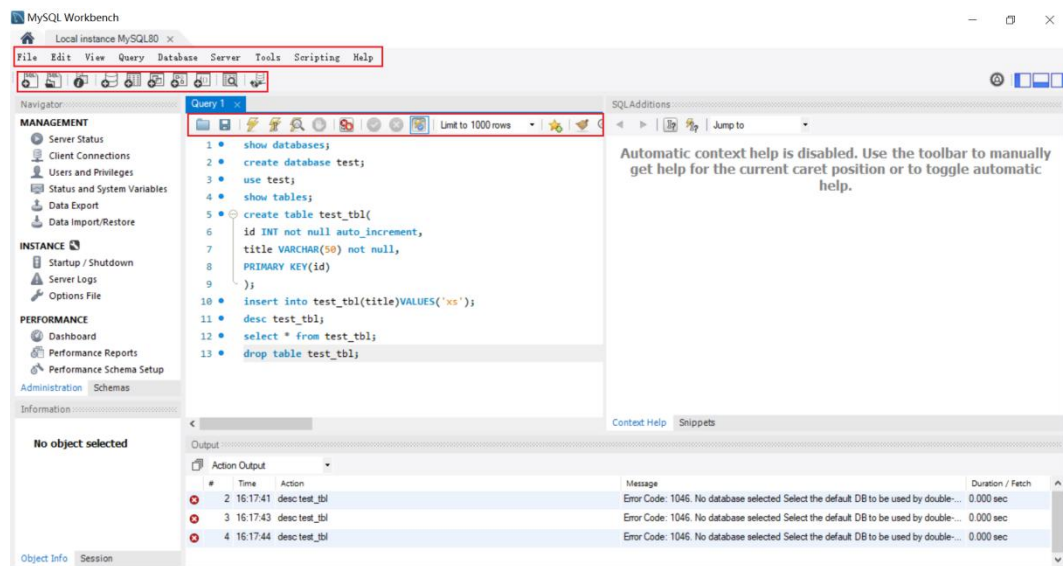 MySQL Workbench
Local instance MySQL80
File Edit View Query Database Server Tools Scripting Help
Navigator
Query 1
SQLAdditions
MANAGEMENT
Server Status
Client Connections
Users and Privileges
Status and System Variables
Data Export
Data Import/Restore
INSTANCE
Startup / Shutdown
Server Logs
Options File
PERFORMANCE
Dashboard
Performance Reports
Performance Schema Setup
Administration Schemas
Information
No object selected
Object Info Session
Limit to 1000 rows
1 show databases;
2 create database test;
3 use test;
4 show tables;
5 create table test_tbl(
6 id INT not null auto_increment,
7 title VARCHAR(50) not null,
8 PRIMARY KEY(id)
9 );
10 insert into test_tbl(title)VALUES('xs');
11 desc test_tbl;
12 select * from test_tbl;
13 drop table test_tbl;
Jump to
Automatic context help is disabled. Use the toolbar to manually
get help for the current caret position or to toggle automatic
help.
Context Help Snippets
Output
Action Output
# Time Action Message Duration / Fetch
2 16:17:41 desc test_tbl Error Code: 1046. No database selected Select the default DB to be used by double-... 0.000 sec
3 16:17:43 desc test_tbl Error Code: 1046. No database selected Select the default DB to be used by double-... 0.000 sec
4 16:17:44 desc test_tbl Error Code: 1046. No database selected Select the default DB to be used by double-... 0.000 sec